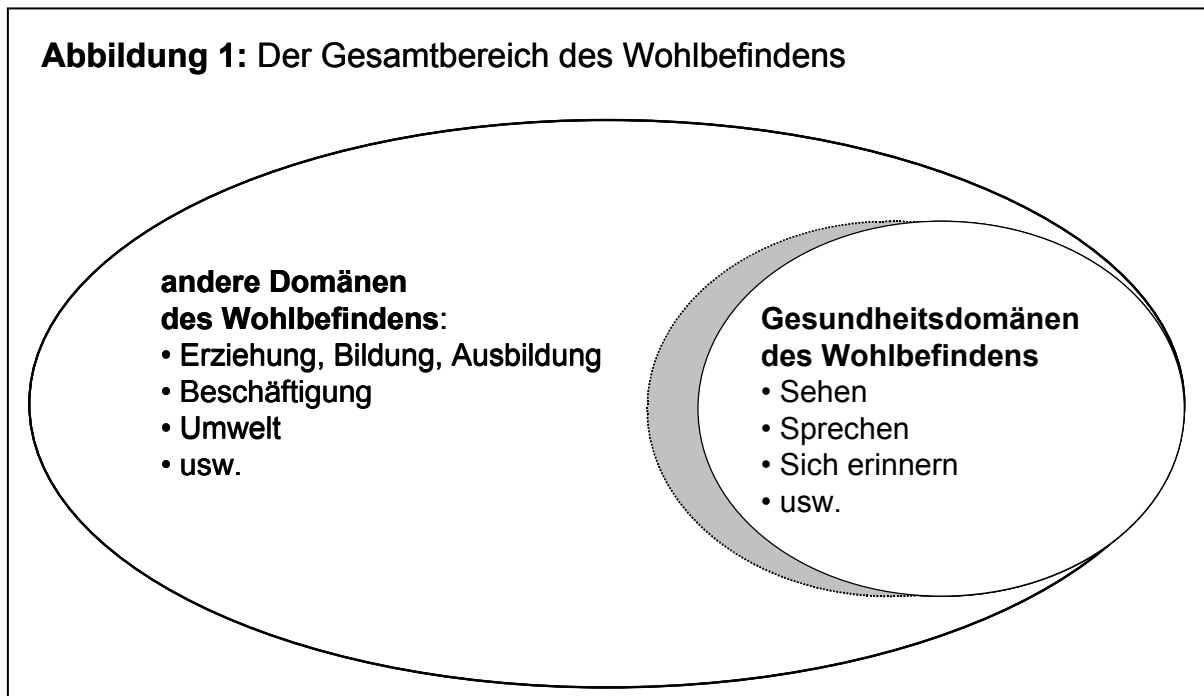 Abbildung 1: Der Gesamtbereich des Wohlbefindens
andere Domänen
des Wohlbefindens:
• Erziehung, Bildung, Ausbildung
• Beschäftigung
• Umwelt
• usw.
Gesundheitsdomänen
des Wohlbefindens
• Sehen
• Sprechen
• Sich erinnern
• usw.